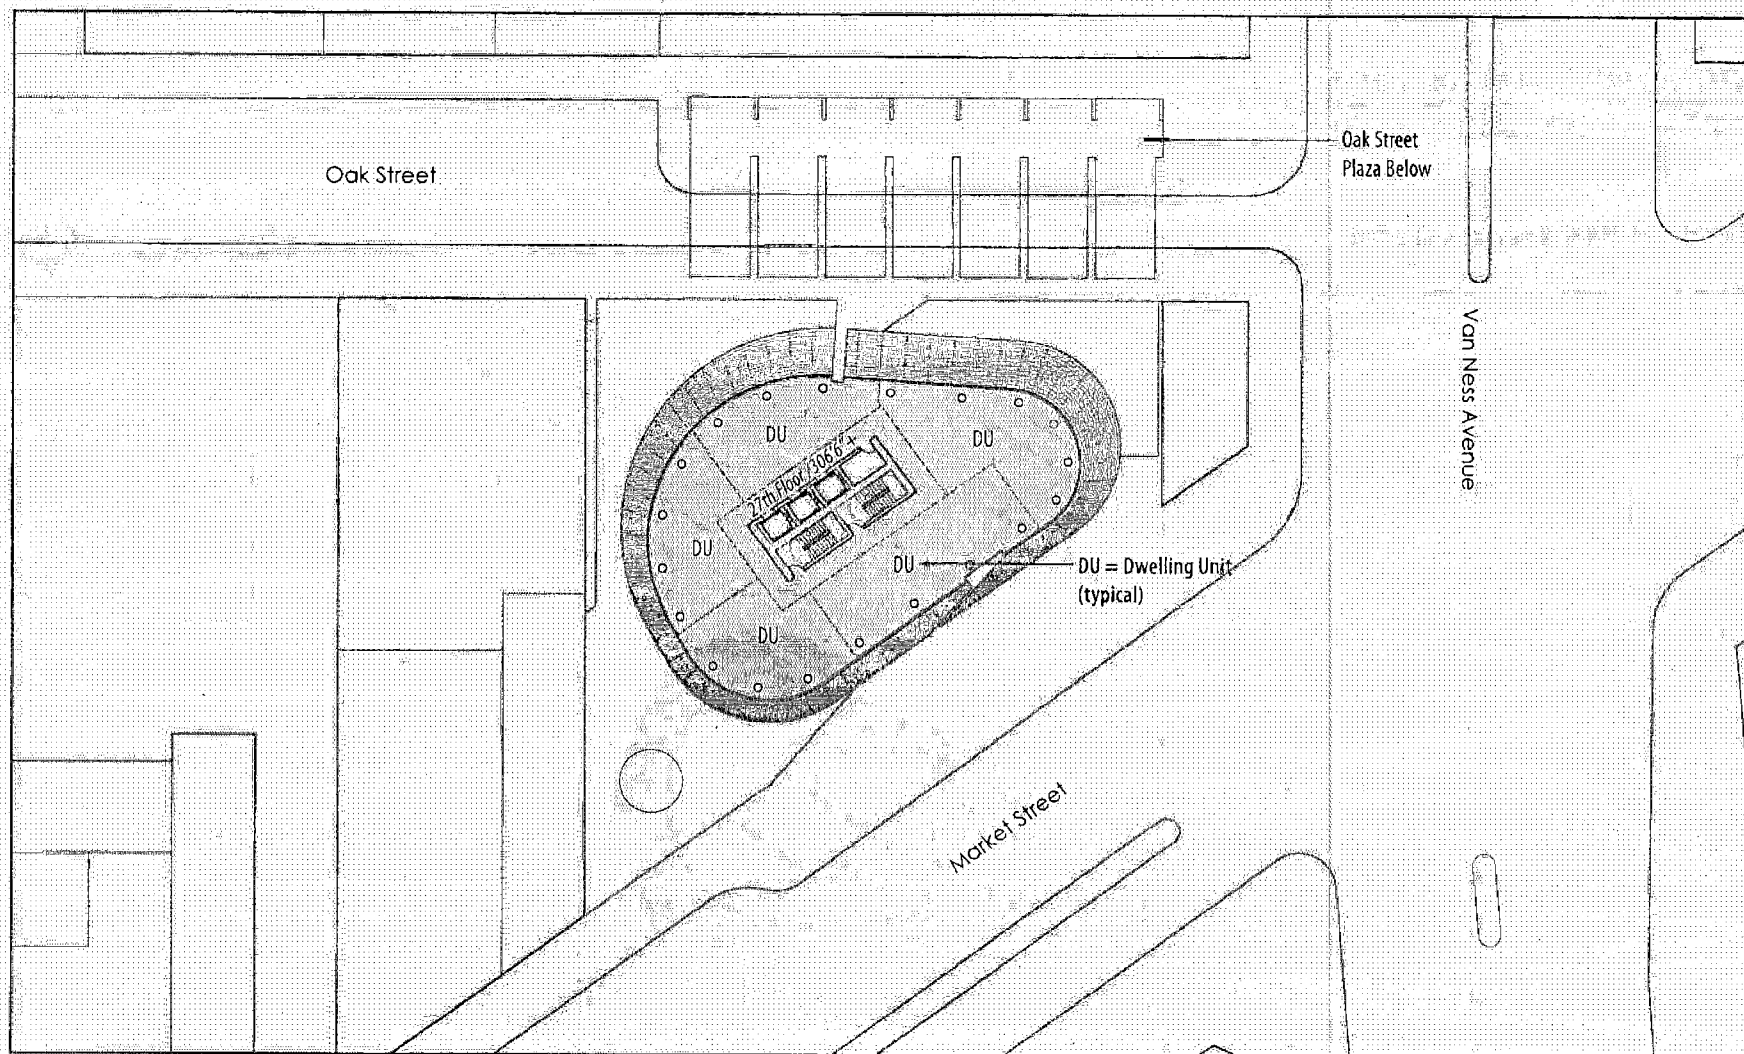 Oak Street
Oak Street
Plaza Below
Van Ness Avenue
DU
DU
27th Floor/306'6" +
DU
DU
DU = Dwelling Unit
(typical)
DU
Market Street